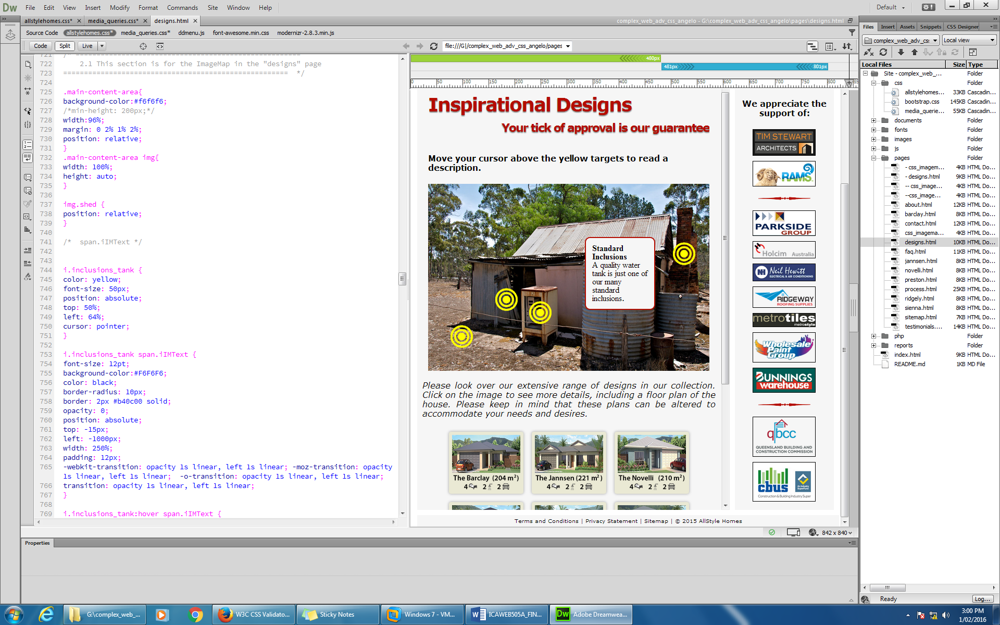 Dw File Edit View Insert Modify Format Commands Site Window Help Default
allstylehomes.css* media_queries.css* designs.html complex_web_adv_css_angelo - G:\complex_web_adv_css_angelo\pages\designs.html
Source Code allstylehomes.css* media_queries.css* ddmenu.js font-awesome.min.css modernizr-2.8.3.min.js
Code Split Live file:///G|/complex_web_adv_css_angelo/pages
721 /* =======================================================
722 2.1 This section is for the ImageMap in the "designs" page
723 ======================================================= */
724
725 .main-content-area{
726 background-color:#f6f6f6;
727 /*min-height: 200px;*/
728 width:96%;
729 margin: 0 2% 1% 2%;
730 position: relative;
731 }
732 .main-content-area img{
733 width: 100%;
734 height: auto;
735 }
736
737 img.shed {
738 position: relative;
739 }
740
741 /* span.iIMText */
742
743
744 i.inclusions_tank {
745 color: yellow;
746 font-size: 50px;
747 position: absolute;
748 top: 50%;
749 left: 64%;
750 cursor: pointer;
751 }
752
753 i.inclusions_tank span.iIMText {
754 font-size: 12pt;
755 background-color:#F6F6F6;
756 color: black;
757 border-radius: 10px;
758 border: 2px #b40c00 solid;
759 opacity: 0;
760 position: absolute;
761 top: -15px;
762 left: -1000px;
763 width: 250%;
764 padding: 12px;
765 -webkit-transition: opacity 1s linear, left 1s linear; -moz-transition: opacity
1s linear, left 1s linear; -o-transition: opacity 1s linear, left 1s linear;
766 transition: opacity 1s linear, left 1s linear;
767 }
768
769 i.inclusions_tank:hover span.iIMText {
480px
481px 801px
0 50 100 150 200 250 300 350 400 450 500 550 600 650 700 750 800 85
Inspirational Designs
Your tick of approval is our guarantee
Move your cursor above the yellow targets to read a
description.
Standard
Inclusions
A quality water
tank is just one of
our many
standard
inclusions.
Please look over our extensive range of designs in our collection.
Click on the image to see more details, including a floor plan of the
house. Please keep in mind that these plans can be altered to
accommodate your needs and desires.
The Barclay (204 m²)
4 2 2
The Jannsen (221 m²)
4 2 2
The Novelli (210 m²)
4 2 2
We appreciate the
support of:
TIM STEWART
ARCHITECTS
RAMS
PARKSIDE
GROUP
Holcim Australia
NH Neil Hewitt
ELECTRICAL & AIR CONDITIONING
RIDGEWAY
ROOFING SUPPLIES
metrotiles
metrostyle
Wholesale
Paint
Group
BUNNINGS
warehouse
qbcc
QUEENSLAND BUILDING AND
CONSTRUCTION COMMISSION
cbus
Construction & Building Industry Super
Terms and Conditions | Privacy Statement | Sitemap | © 2015 AllStyle Homes
842 x 840
Properties
Files Insert Assets Snippets CSS Designer
complex_web_adv_cs: Local view
Local Files Size Type
Site - complex_web_... Folder
css Folder
allstylehomes... 33KB Cascadin...
bootstrap.css 145KB Cascadin...
media_querie... 55KB Cascadin...
documents Folder
fonts Folder
images Folder
js Folder
pages Folder
- css_imagem... 4KB HTML Do...
- designs.html 9KB HTML Do...
-- css_image... 4KB HTML Do...
--css_image... 4KB HTML Do...
about.html 12KB HTML Do...
barclay.html 8KB HTML Do...
contact.html 12KB HTML Do...
css_imagema... 4KB HTML Do...
designs.html 10KB HTML Do...
faq.html 11KB HTML Do...
jannsen.html 8KB HTML Do...
novelli.html 8KB HTML Do...
preston.html 8KB HTML Do...
process.html 25KB HTML Do...
ridgely.html 8KB HTML Do...
sienna.html 8KB HTML Do...
sitemap.html 7KB HTML Do...
testimonials.... 14KB HTML Do...
php Folder
reports Folder
index.html 9KB HTML Do...
README.md 1KB MD File
Ready Log...
G:\complex_web_... W3C CSS Validato... Sticky Notes Windows 7 - VM... ICAWEB505A_FIN... Dw Adobe Dreamwea...
3:00 PM
1/02/2016